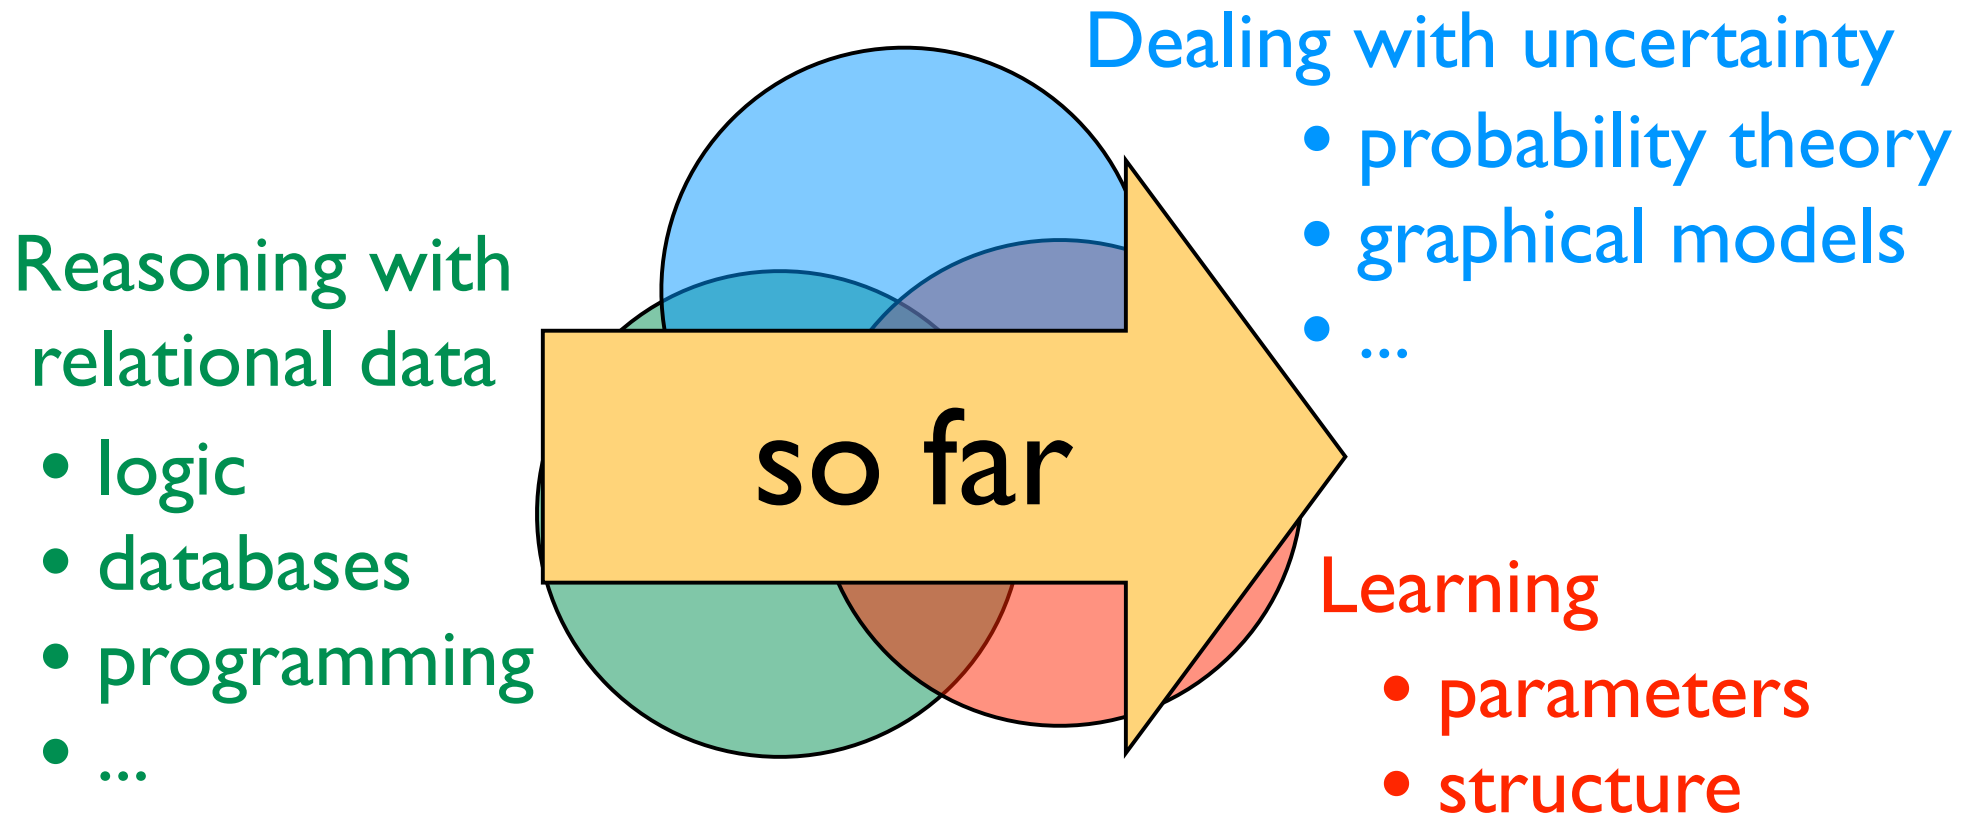 Dealing with uncertainty
• probability theory
• graphical models
• ...
Reasoning with
relational data
• logic
• databases
• programming
• ...
so far
Learning
• parameters
• structure